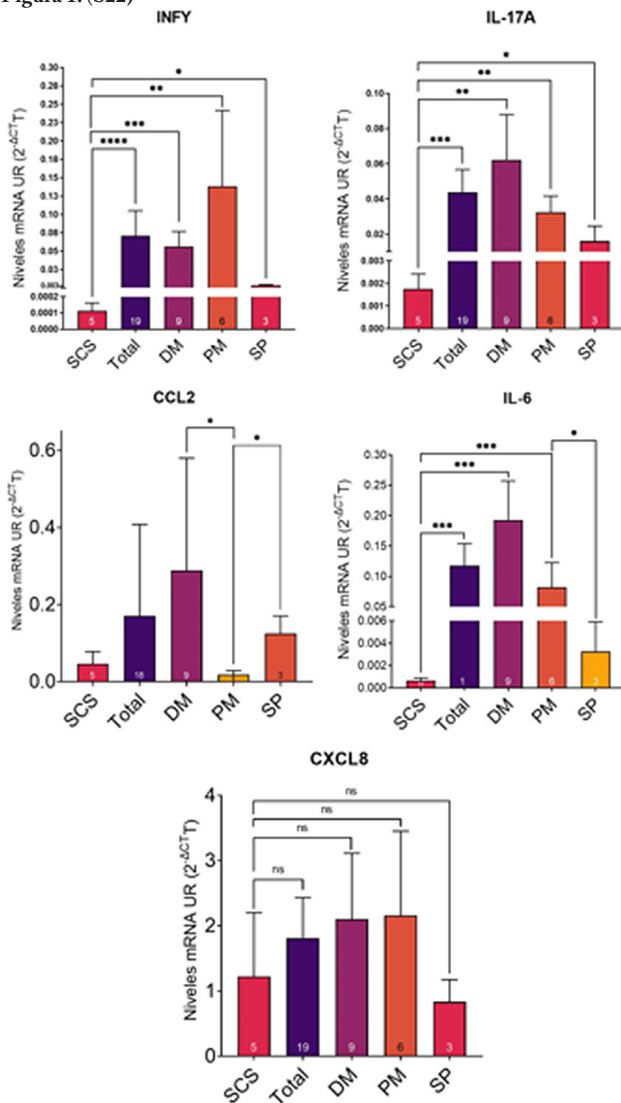 Figura 1. (S22)
INFY
Niveles mRNA UR (2-ΔCTT)
0.30
0.28
0.25
0.23
0.20
0.18
0.15
0.13
0.10
0.08
0.05
0.03
0.0002
0.0001
0.0000
*
**
***
****
5 19 9 6 3
SCS Total DM PM SP
IL-17A
Niveles mRNA UR (2-ΔCTT)
0.10
0.08
0.06
0.04
0.02
0.003
0.002
0.001
0.000
*
**
**
***
5 19 9 6 3
SCS Total DM PM SP
CCL2
Niveles mRNA UR (2-ΔCTT)
0.6
0.4
0.2
0.0
*
*
5 18 9 3
SCS Total DM PM SP
IL-6
Niveles mRNA UR (2-ΔCTT)
0.30
0.25
0.20
0.15
0.10
0.05
0.006
0.004
0.002
0.000
*
***
***
***
5 1 9 6 3
SCS Total DM PM SP
CXCL8
Niveles mRNA UR (2-ΔCTT)
4
3
2
1
0
ns
ns
ns
ns
5 19 9 6 3
SCS Total DM PM SP